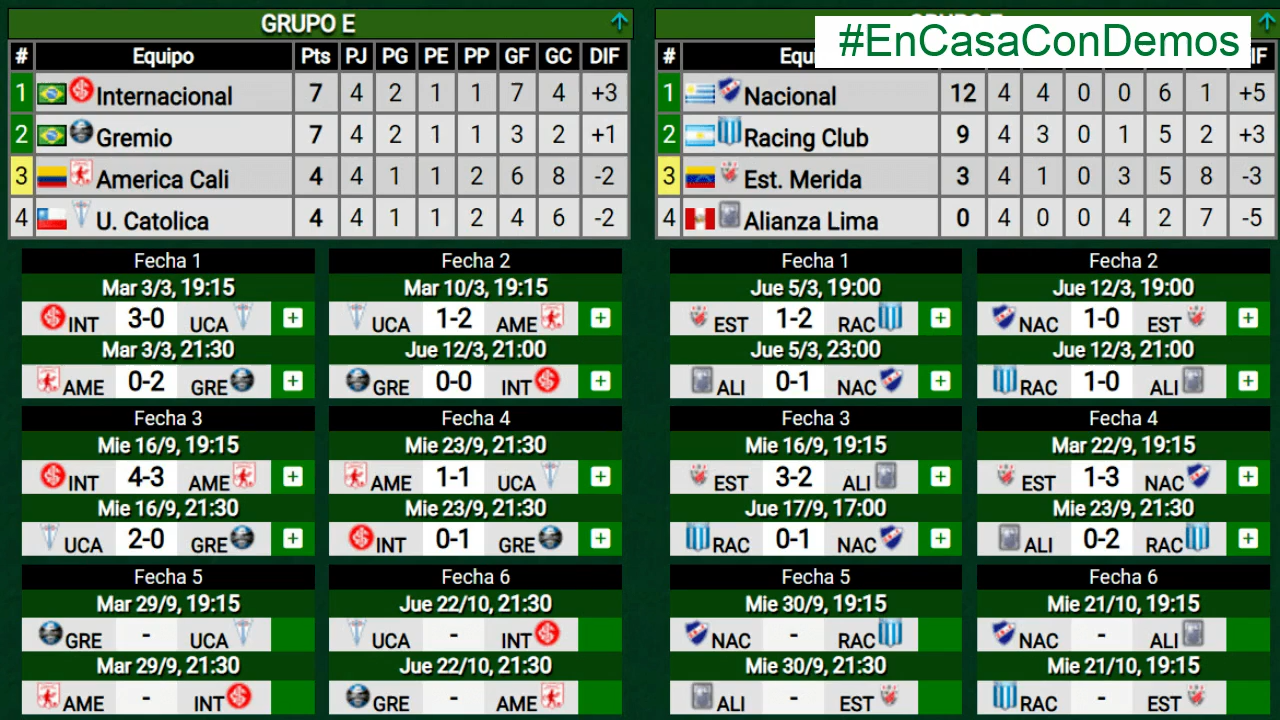 GRUPO E
# Equipo Pts PJ PG PE PP GF GC DIF
1 Internacional 7 4 2 1 1 7 4 +3
2 Gremio 7 4 2 1 1 3 2 +1
3 America Cali 4 4 1 1 2 6 8 -2
4 U. Catolica 4 4 1 1 2 4 6 -2
Fecha 1 Fecha 2
Mar 3/3, 19:15 Mar 10/3, 19:15
INT 3-0 UCA + UCA 1-2 AME +
Mar 3/3, 21:30 Jue 12/3, 21:00
AME 0-2 GRE + GRE 0-0 INT +
Fecha 3 Fecha 4
Mie 16/9, 19:15 Mie 23/9, 21:30
INT 4-3 AME + AME 1-1 UCA +
Mie 16/9, 21:30 Mie 23/9, 21:30
UCA 2-0 GRE + INT 0-1 GRE +
Fecha 5 Fecha 6
Mar 29/9, 19:15 Jue 22/10, 21:30
GRE - UCA UCA - INT
Mar 29/9, 21:30 Jue 22/10, 21:30
AME - INT GRE - AME
#EnCasaConDemos
# Equ IF
1 Nacional 12 4 4 0 0 6 1 +5
2 Racing Club 9 4 3 0 1 5 2 +3
3 Est. Merida 3 4 1 0 3 5 8 -3
4 Alianza Lima 0 4 0 0 4 2 7 -5
Fecha 1 Fecha 2
Jue 5/3, 19:00 Jue 12/3, 19:00
EST 1-2 RAC + NAC 1-0 EST +
Jue 5/3, 23:00 Jue 12/3, 21:00
ALI 0-1 NAC + RAC 1-0 ALI +
Fecha 3 Fecha 4
Mie 16/9, 19:15 Mar 22/9, 19:15
EST 3-2 ALI + EST 1-3 NAC +
Jue 17/9, 17:00 Mie 23/9, 21:30
RAC 0-1 NAC + ALI 0-2 RAC +
Fecha 5 Fecha 6
Mie 30/9, 19:15 Mie 21/10, 19:15
NAC - RAC NAC - ALI
Mie 30/9, 21:30 Mie 21/10, 19:15
ALI - EST RAC - EST